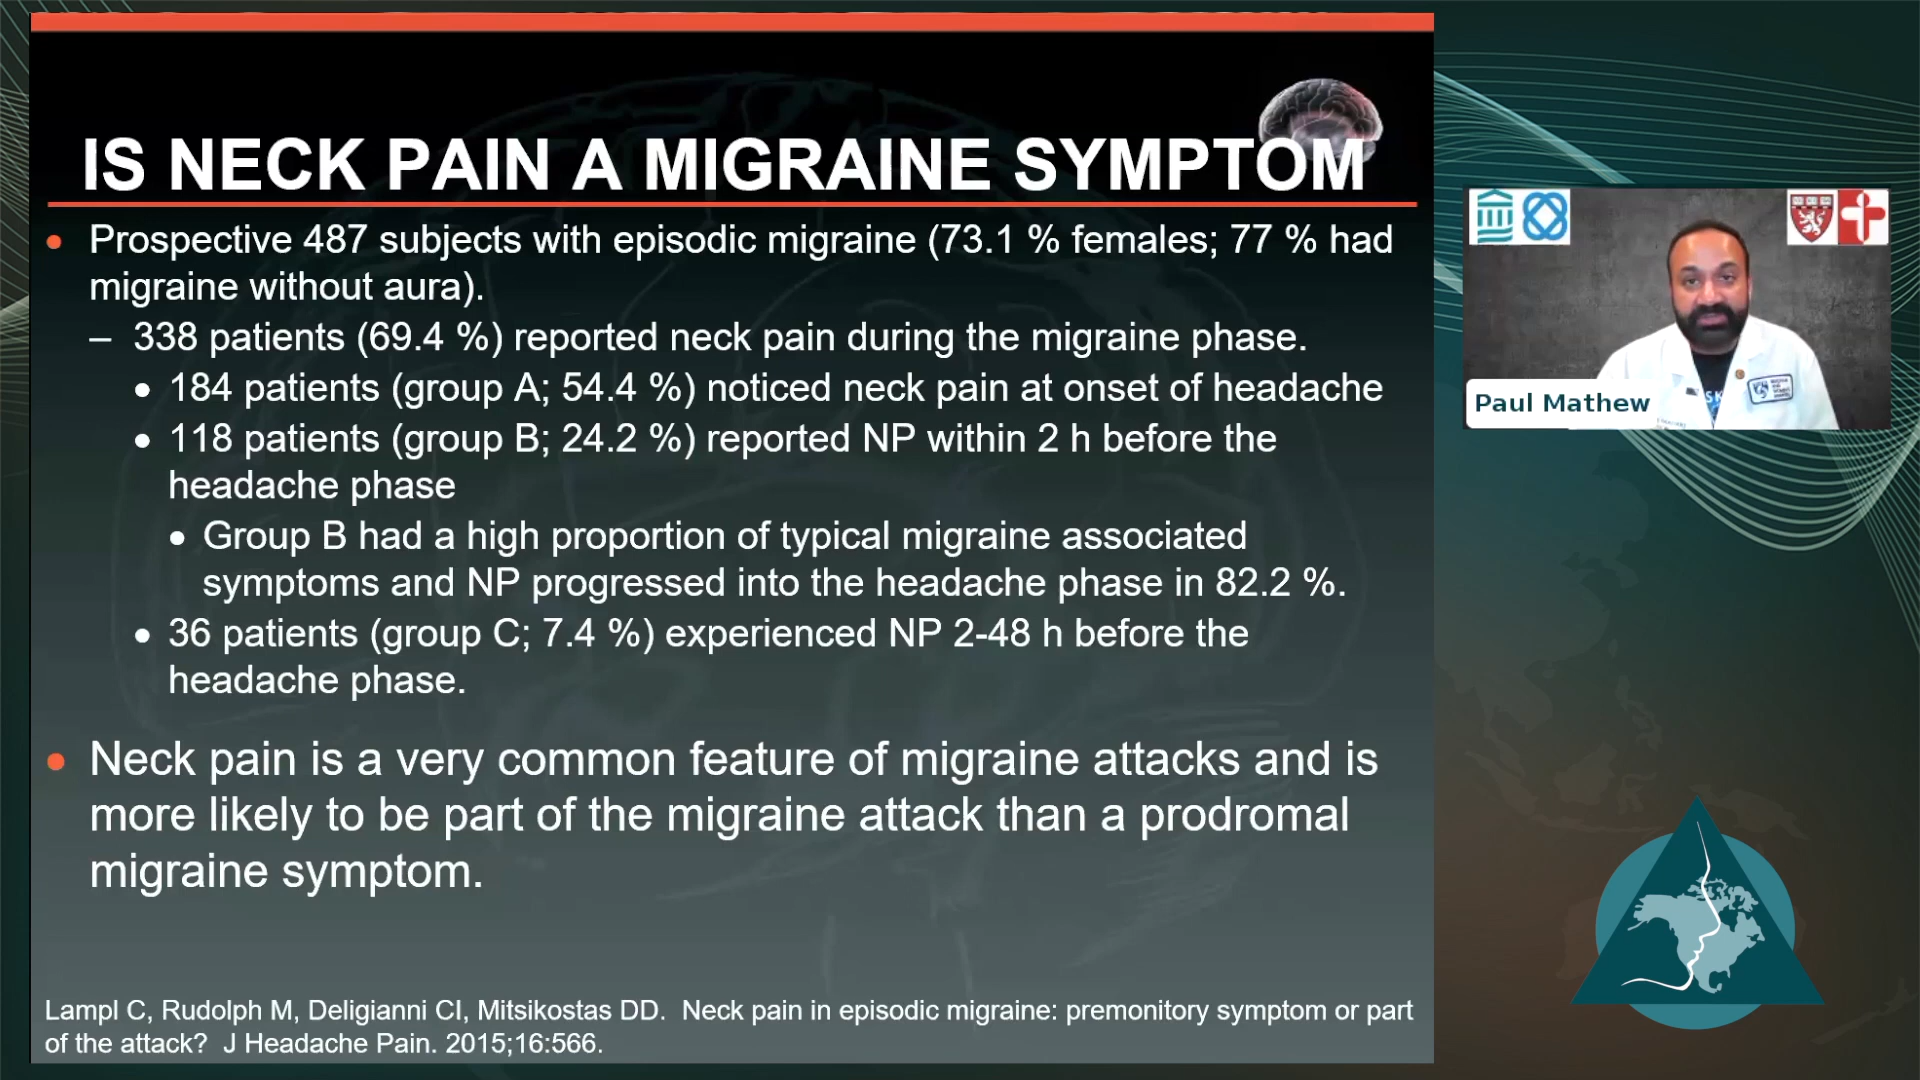 IS NECK PAIN A MIGRAINE SYMPTOM
• Prospective 487 subjects with episodic migraine (73.1 % females; 77 % had
migraine without aura).
– 338 patients (69.4 %) reported neck pain during the migraine phase.
• 184 patients (group A; 54.4 %) noticed neck pain at onset of headache
• 118 patients (group B; 24.2 %) reported NP within 2 h before the
headache phase
• Group B had a high proportion of typical migraine associated
symptoms and NP progressed into the headache phase in 82.2 %.
• 36 patients (group C; 7.4 %) experienced NP 2-48 h before the
headache phase.
• Neck pain is a very common feature of migraine attacks and is
more likely to be part of the migraine attack than a prodromal
migraine symptom.
Lampl C, Rudolph M, Deligianni CI, Mitsikostas DD.  Neck pain in episodic migraine: premonitory symptom or part
of the attack?  J Headache Pain. 2015;16:566.
Paul Mathew